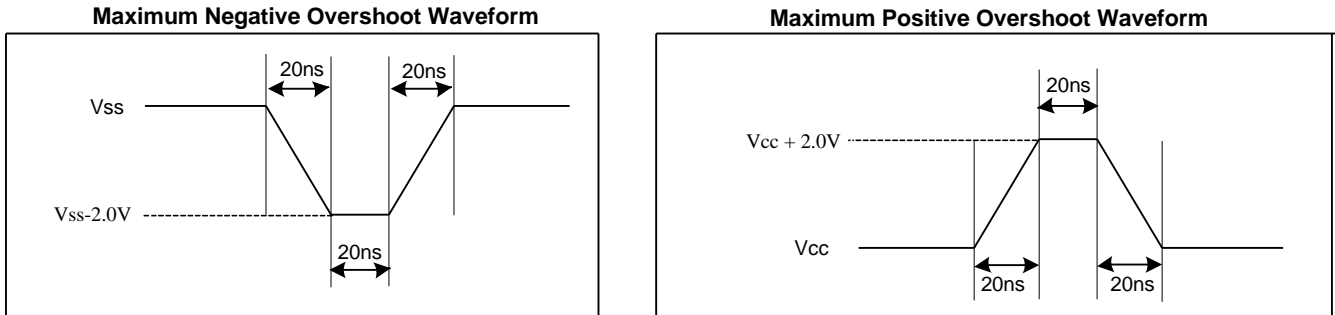 Maximum Negative Overshoot Waveform
20ns
20ns
Vss
Vss-2.0V
20ns
Maximum Positive Overshoot Waveform
20ns
Vcc + 2.0V
Vcc
20ns
20ns